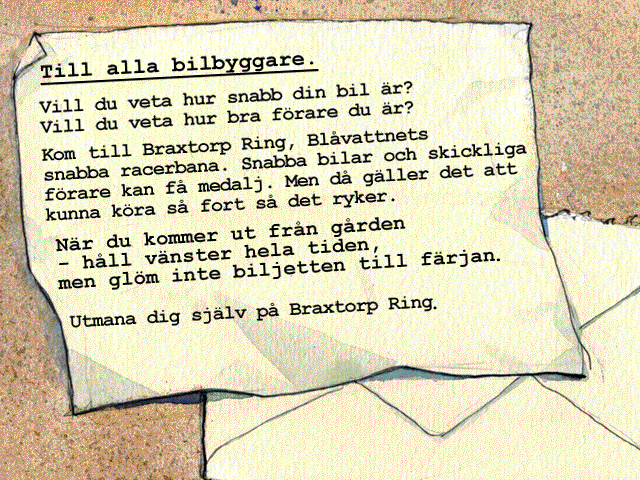 Till alla bilbyggare.
Vill du veta hur snabb din bil är?
Vill du veta hur bra förare du är?
Kom till Braxtorp Ring, Blåvattnets
snabba racerbana. Snabba bilar och skickliga
förare kan få medalj. Men då gäller det att
kunna köra så fort så det ryker.
När du kommer ut från gården
– håll vänster hela tiden,
men glöm inte biljetten till färjan.
Utmana dig själv på Braxtorp Ring.